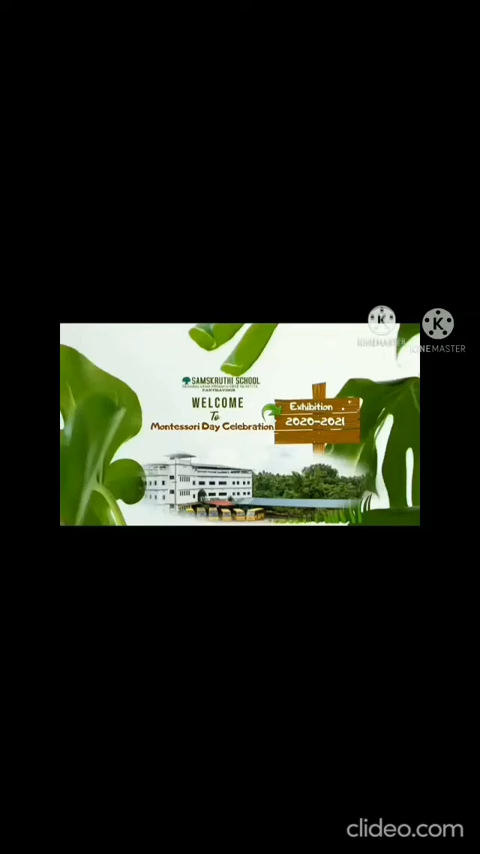 KINEMASTER
KINEMASTER
SAMSKRUTHI SCHOOL
WELCOME
To
Montessori Day Celebration
Exhibition
2020-2021
clideo.com